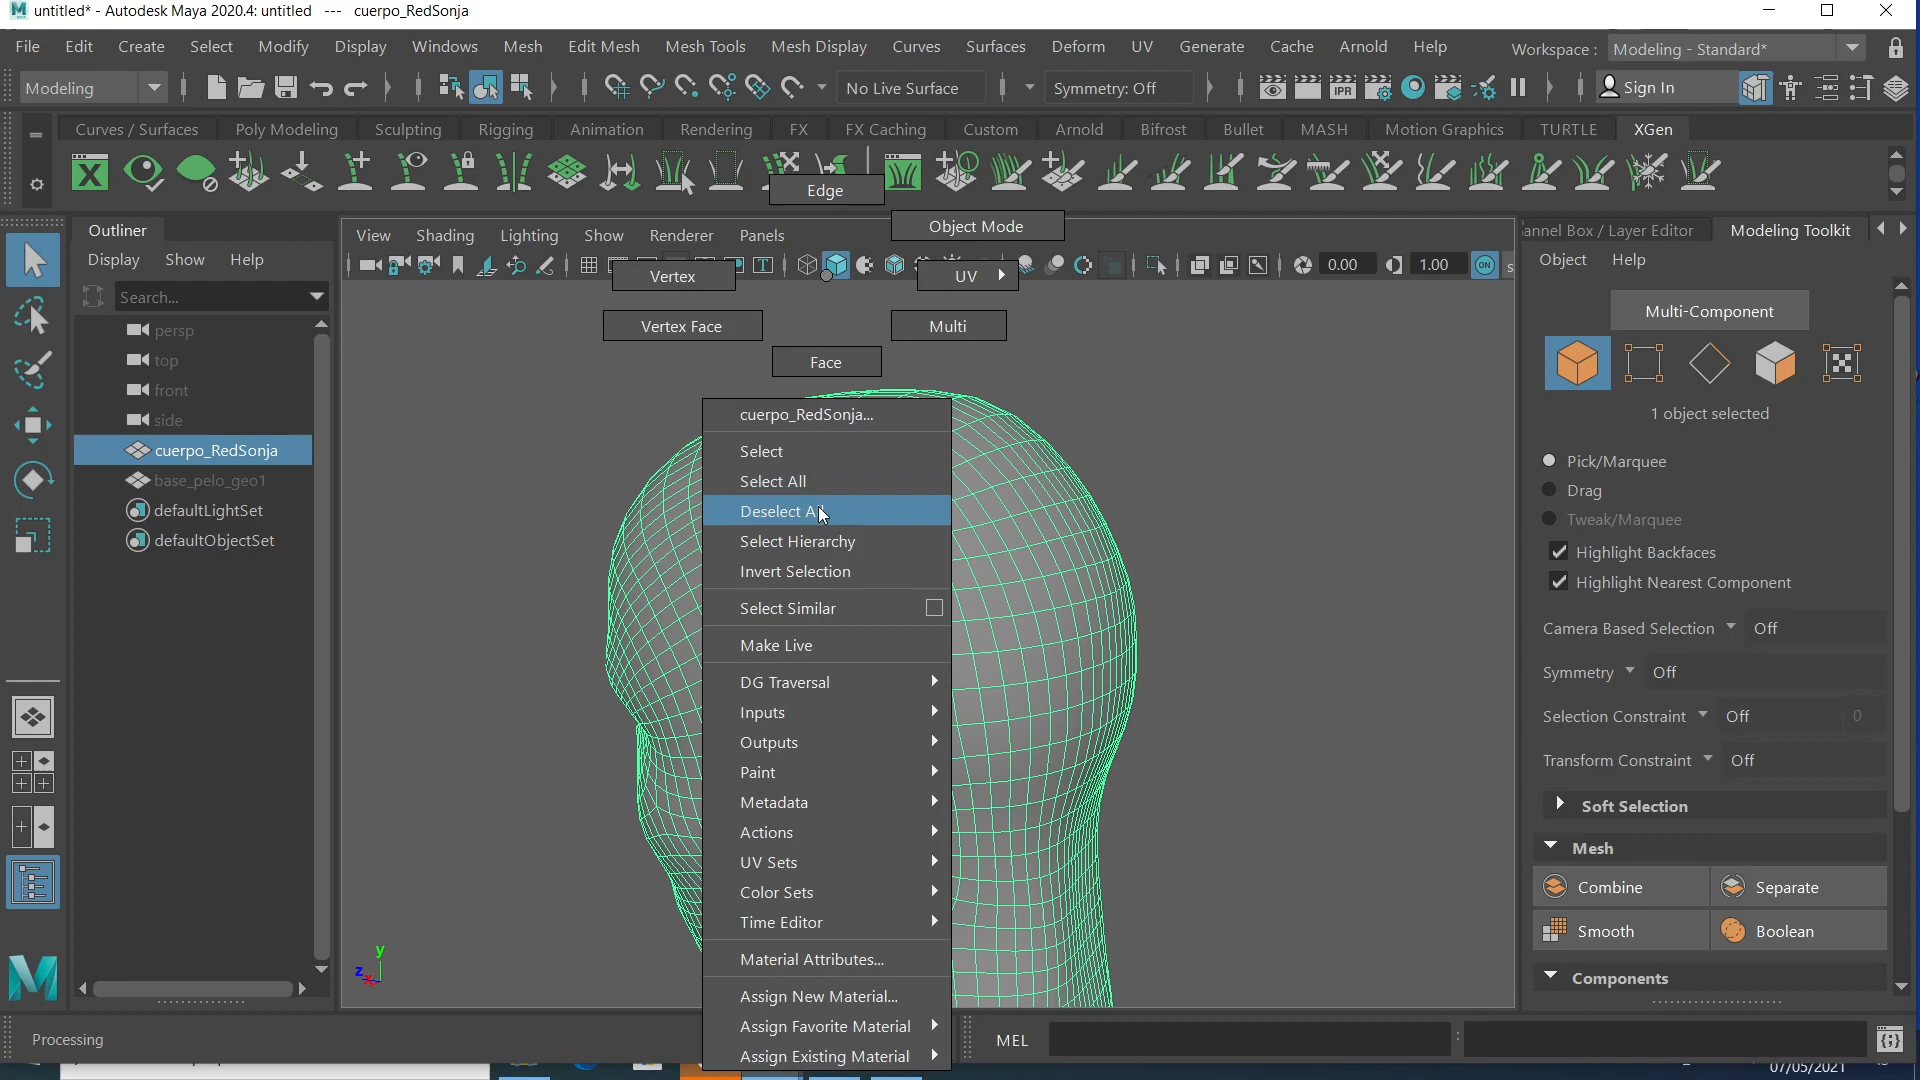 untitled* - Autodesk Maya 2020.4: untitled --- cuerpo_RedSonja
File Edit Create Select Modify Display Windows Mesh Edit Mesh Mesh Tools Mesh Display Curves Surfaces Deform UV Generate Cache Arnold Help Workspace : Modeling - Standard*
Modeling No Live Surface Symmetry: Off IPR Sign In
Curves / Surfaces Poly Modeling Sculpting Rigging Animation Rendering FX FX Caching Custom Arnold Bifrost Bullet MASH Motion Graphics TURTLE XGen
Edge
Object Mode
Vertex UV
Vertex Face Multi
Face
Outliner
Display Show Help
Search...
persp
top
front
side
cuerpo_RedSonja
base_pelo_geo1
defaultLightSet
defaultObjectSet
View Shading Lighting Show Renderer Panels
0.00 1.00 ON
cuerpo_RedSonja...
Select
Select All
Deselect All
Select Hierarchy
Invert Selection
Select Similar
Make Live
DG Traversal
Inputs
Outputs
Paint
Metadata
Actions
UV Sets
Color Sets
Time Editor
Material Attributes...
Assign New Material...
Assign Favorite Material
Assign Existing Material
y
z x
annel Box / Layer Editor Modeling Toolkit
Object Help
Multi-Component
1 object selected
Pick/Marquee
Drag
Tweak/Marquee
Highlight Backfaces
Highlight Nearest Component
Camera Based Selection Off
Symmetry Off
Selection Constraint Off 0
Transform Constraint Off
Soft Selection
Mesh
Combine Separate
Smooth Boolean
Components
Processing
MEL
07/05/2021